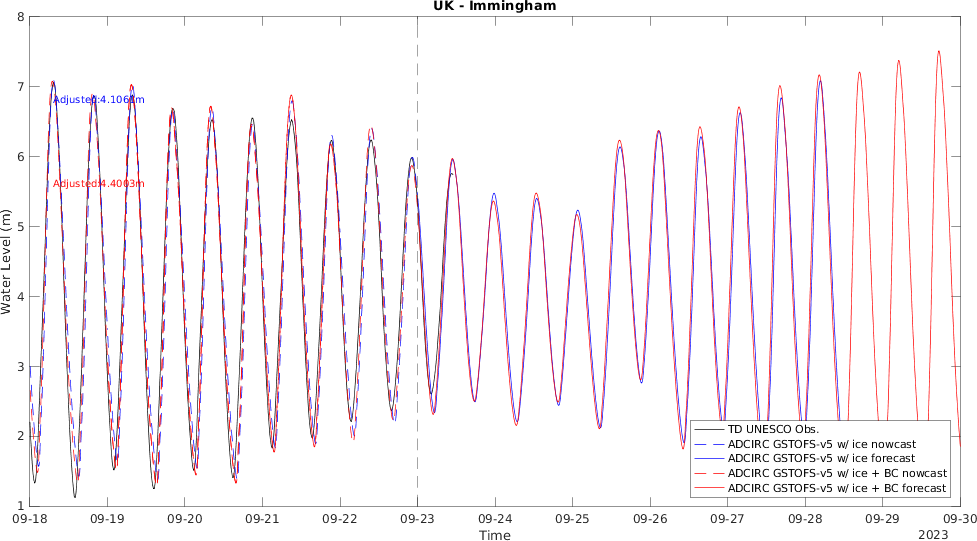 UK - Immingham
8
7
6
5
4
3
2
1
Water Level (m)
Adjusted:4.4003m
09-18
09-19
09-20
09-21
09-22
09-23
09-24
09-25
09-26
09-27
09-28
09-29
09-30
2023
Time
TD UNESCO Obs.
ADCIRC GSTOFS-v5 w/ ice nowcast
ADCIRC GSTOFS-v5 w/ ice forecast
ADCIRC GSTOFS-v5 w/ ice + BC nowcast
ADCIRC GSTOFS-v5 w/ ice + BC forecast